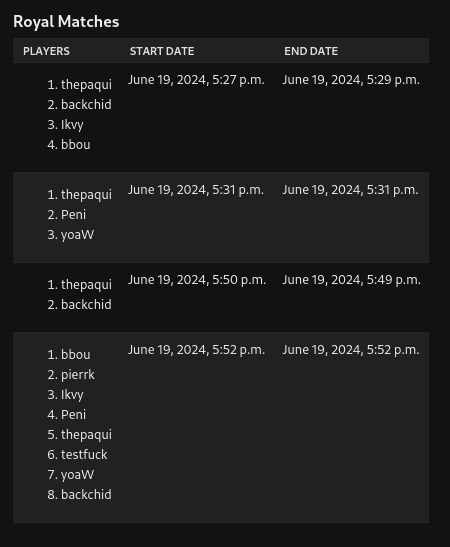 Royal Matches
PLAYERS START DATE END DATE
1. thepaqui June 19, 2024, 5:27 p.m. June 19, 2024, 5:29 p.m.
2. backchid
3. lkvy
4. bbou
1. thepaqui June 19, 2024, 5:31 p.m. June 19, 2024, 5:31 p.m.
2. Peni
3. yoaW
1. thepaqui June 19, 2024, 5:50 p.m. June 19, 2024, 5:49 p.m.
2. backchid
1. bbou June 19, 2024, 5:52 p.m. June 19, 2024, 5:52 p.m.
2. pierrk
3. lkvy
4. Peni
5. thepaqui
6. testfuck
7. yoaW
8. backchid